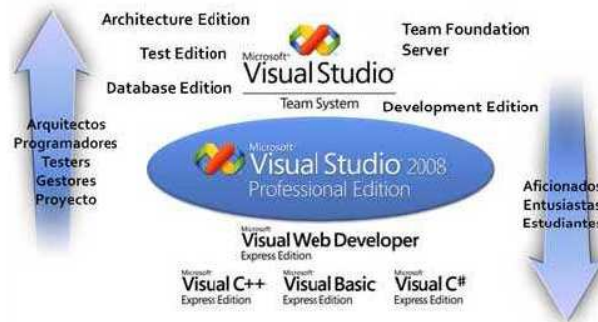 Architecture Edition
Test Edition
Database Edition
Microsoft
Visual Studio
Team System
Team Foundation
Server
Development Edition
Arquitectos
Programadores
Testers
Gestores
Proyecto
Microsoft
Visual Studio 2008
Professional Edition
Aficionados
Entusiastas
Estudiantes
Microsoft
Visual Web Developer
Express Edition
Microsoft
Visual C++
Express Edition
Microsoft
Visual Basic
Express Edition
Microsoft
Visual C#
Express Edition